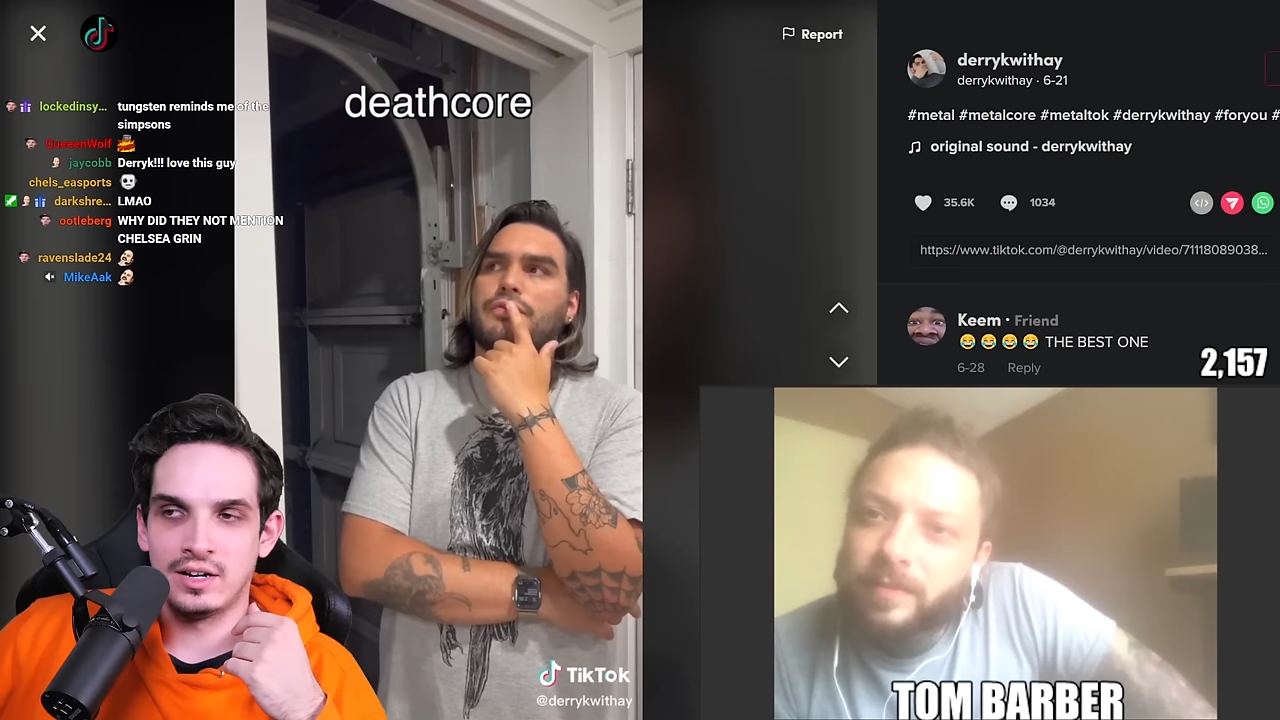 lockedinsy... tungsten reminds me of the
simpsons
QueeenWolf
jaycobb Derryk!!! love this guy
chels_easports
darkshre... LMAO
ootleberg WHY DID THEY NOT MENTION
CHELSEA GRIN
ravenslade24
MikeAak
deathcore
TikTok
@derrykwithay
Report
derrykwithay
derrykwithay · 6-21
#metal #metalcore #metaltok #derrykwithay #foryou #
original sound - derrykwithay
35.6K 1034
https://www.tiktok.com/@derrykwithay/video/71118089038...
Keem · Friend
😂😂😂😂 THE BEST ONE
6-28 Reply
2,157
TOM BARBER